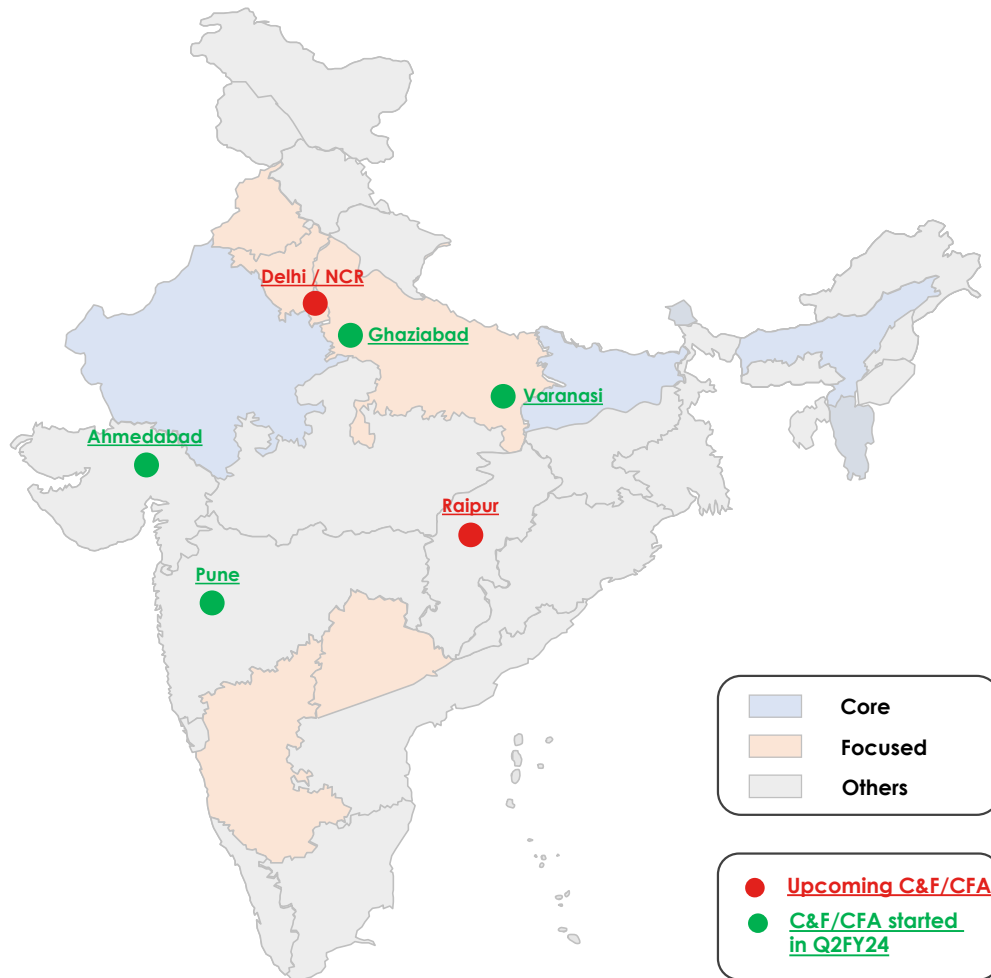 Delhi / NCR
Ghaziabad
Varanasi
Ahmedabad
Raipur
Pune
Core
Focused
Others
Upcoming C&F/CFA
C&F/CFA started
in Q2FY24